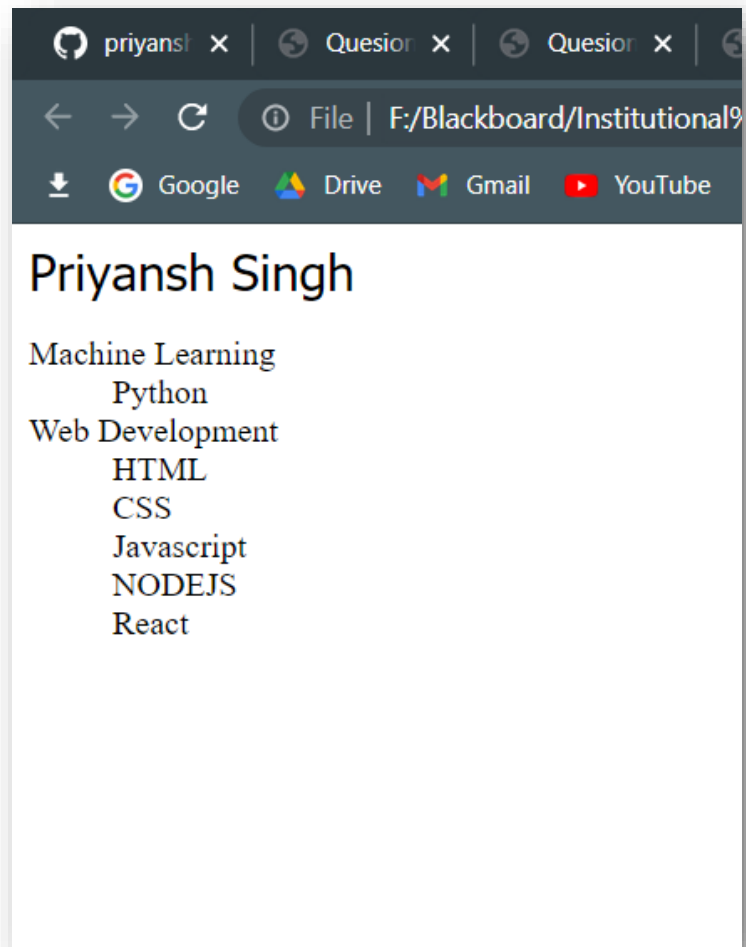 priyansh
Quesion
Quesion
File | F:/Blackboard/Institutional%
Google Drive Gmail YouTube
Priyansh Singh
Machine Learning
Python
Web Development
HTML
CSS
Javascript
NODEJS
React